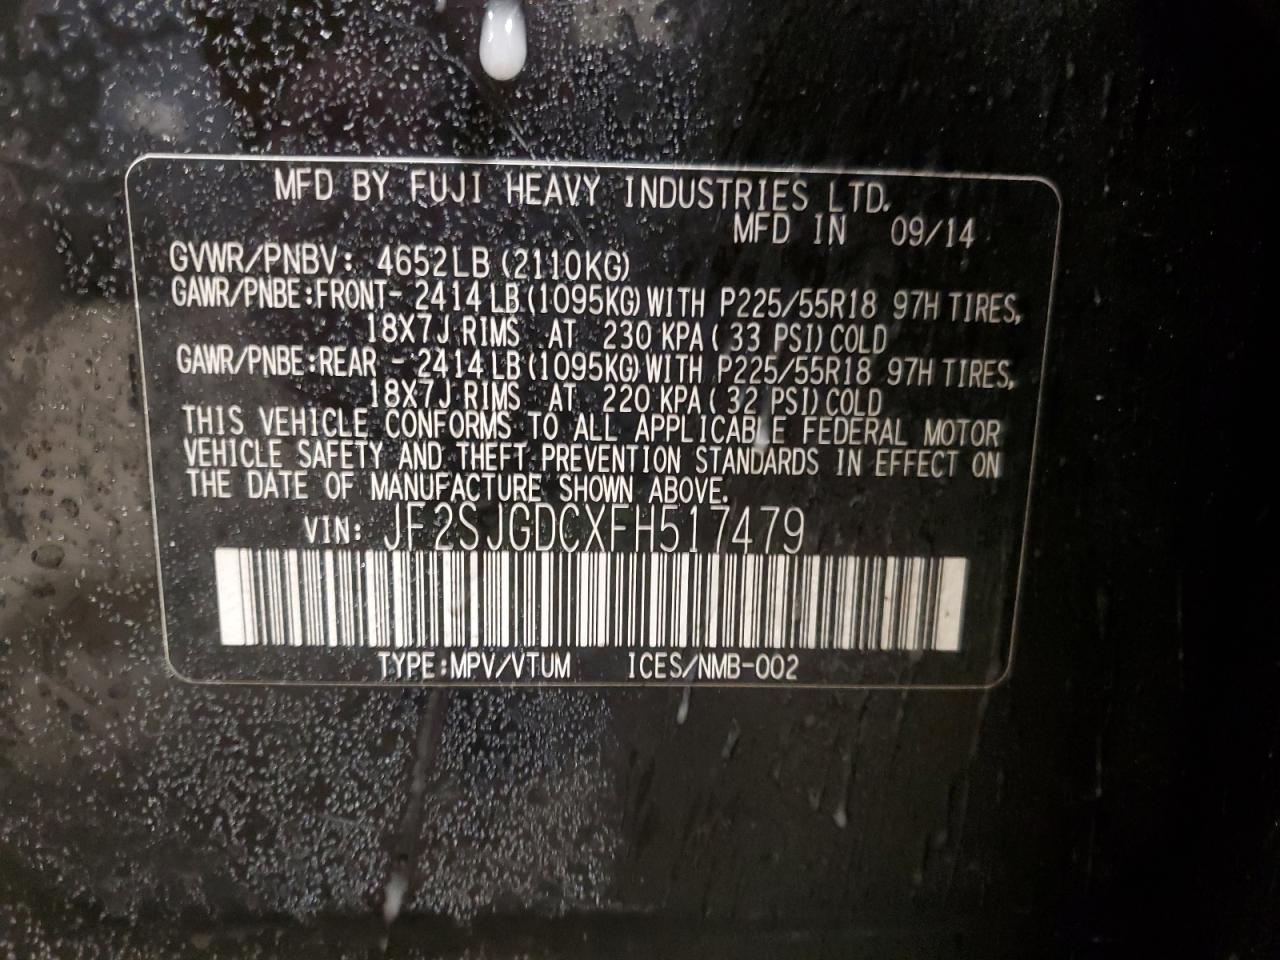 MFD BY FUJI HEAVY INDUSTRIES LTD.
MFD IN 09/14
GVWR/PNBV: 4652LB (2110KG)
GAWR/PNBE:FRONT- 2414 LB (1095KG) WITH P225/55R18 97H TIRES,
18X7J RIMS AT 230 KPA ( 33 PSI) COLD
GAWR/PNBE:REAR - 2414 LB (1095KG) WITH P225/55R18 97H TIRES,
18X7J RIMS AT 220 KPA ( 32 PSI) COLD
THIS VEHICLE CONFORMS TO ALL APPLICABLE FEDERAL MOTOR
VEHICLE SAFETY AND THEFT PREVENTION STANDARDS IN EFFECT ON
THE DATE OF MANUFACTURE SHOWN ABOVE.
VIN: JF2SJGDCXFH517479
TYPE:MPV/VTUM ICES/NMB-002